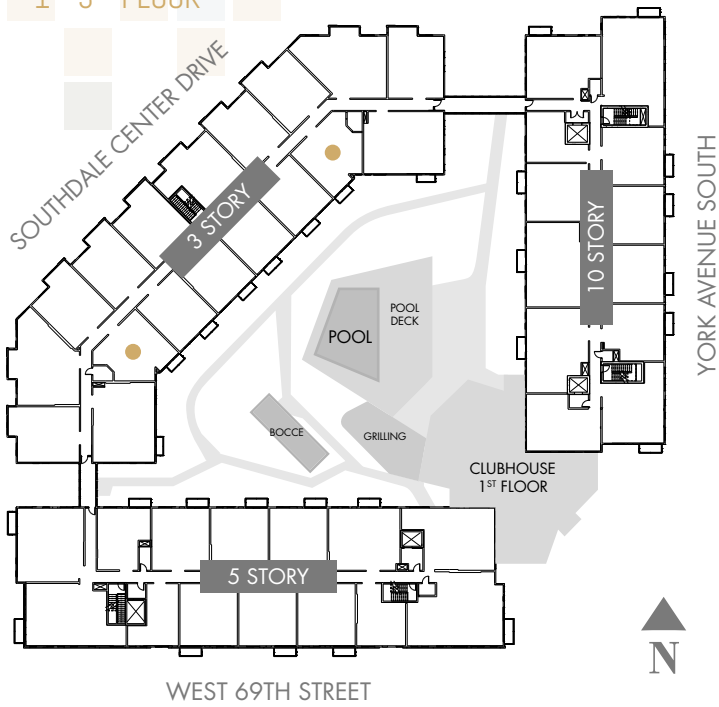 FLOOR
SOUTHDALE CENTER DRIVE
3 STORY
10 STORY
YORK AVENUE SOUTH
POOL
POOL
DECK
BOCCE
GRILLING
CLUBHOUSE
1ST FLOOR
5 STORY
WEST 69TH STREET
N